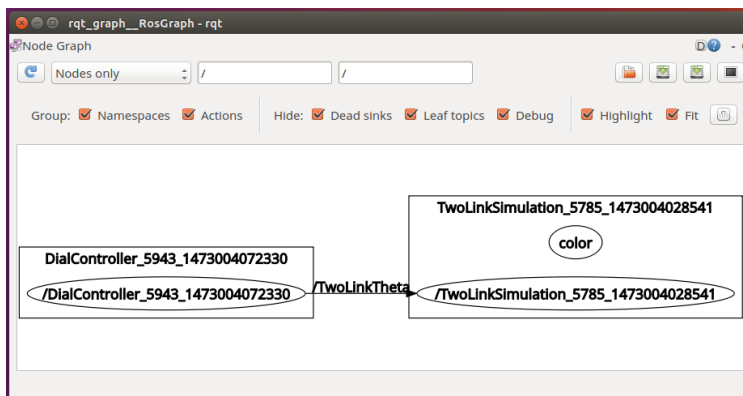 rqt_graph__RosGraph - rqt
Node Graph
D
-
Nodes only
/
/
Group:
Namespaces
Actions
Hide:
Dead sinks
Leaf topics
Debug
Highlight
Fit
TwoLinkSimulation_5785_1473004028541
color
DialController_5943_1473004072330
/DialController_5943_1473004072330
/TwoLinkTheta
/TwoLinkSimulation_5785_1473004028541